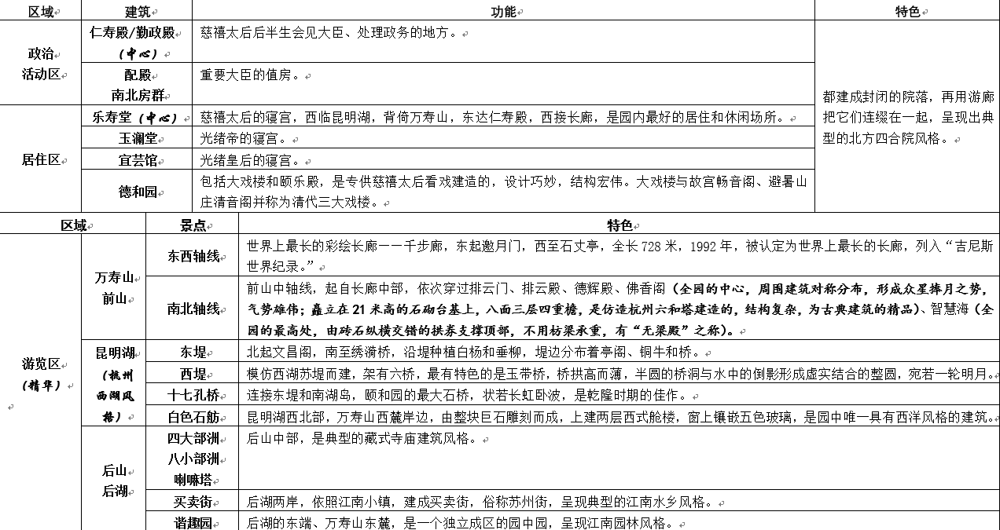 区域 建筑 功能 特色
政治
活动区
仁寿殿/勤政殿
（中心）
慈禧太后后半生会见大臣、处理政务的地方。
配殿
南北房群
重要大臣的值房。
都建成封闭的院落，再用游廊
把它们连缀在一起，呈现出典
型的北方四合院风格。
居住区
乐寿堂（中心）
慈禧太后的寝宫，西临昆明湖，背倚万寿山，东达仁寿殿，西接长廊，是园内最好的居住和休闲场所。
玉澜堂
光绪帝的寝宫。
宜芸馆
光绪皇后的寝宫。
德和园
包括大戏楼和颐乐殿，是专供慈禧太后看戏建造的，设计巧妙，结构宏伟。大戏楼与故宫畅音阁、避暑山
庄清音阁并称为清代三大戏楼。
区域 景点 特色
游览区
（精华）
万寿山
前山
东西轴线
世界上最长的彩绘长廊——千步廊，东起邀月门，西至石丈亭，全长728米，1992年，被认定为世界上最长的长廊，列入“吉尼斯
世界纪录。”
南北轴线
前山中轴线，起自长廊中部，依次穿过排云门、排云殿、德辉殿、佛香阁（全园的中心，周围建筑对称分布，形成众星捧月之势，
气势雄伟；矗立在21米高的石砌台基上，八面三层四重檐，是仿造杭州六和塔建造的，结构复杂，为古典建筑的精品）、智慧海（全
园的最高处，由砖石纵横交错的拱券支撑顶部，不用枋梁承重，有“无梁殿”之称）。
昆明湖
（杭州
西湖风
格）
东堤
北起文昌阁，南至绣漪桥，沿堤种植白杨和垂柳，堤边分布着亭阁、铜牛和桥。
西堤
模仿西湖苏堤而建，架有六桥，最有特色的是玉带桥，桥拱高而薄，半圆的桥洞与水中的倒影形成虚实结合的整圆，宛若一轮明月。
十七孔桥
连接东堤和南湖岛，颐和园的最大石桥，状若长虹卧波，是乾隆时期的佳作。
白色石舫
昆明湖西北部，万寿山西麓岸边，由整块巨石雕刻而成，上建两层西式舱楼，窗上镶嵌五色玻璃，是园中唯一具有西洋风格的建筑。
后山
后湖
四大部洲
八小部洲
喇嘛塔
后山中部，是典型的藏式寺庙建筑风格。
买卖街
后湖两岸，依照江南小镇，建成买卖街，俗称苏州街，呈现典型的江南水乡风格。
谐趣园
后湖的东端、万寿山东麓，是一个独立成区的园中园，呈现江南园林风格。